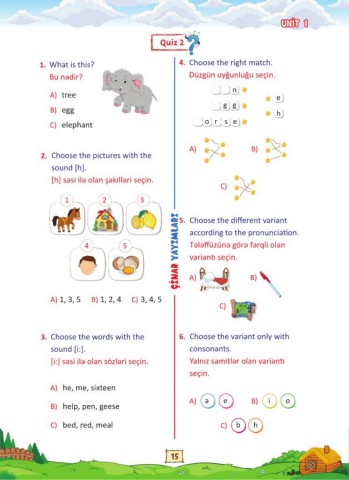 UNİT 1
Quiz 2
1. What is this?
Bu nədir?
A) tree
B) egg
C) elephant
2. Choose the pictures with the
sound [h].
[h] səsi ilə olan şəkilləri seçin.
1 2 3
4 5
A) 1, 3, 5 B) 1, 2, 4 C) 3, 4, 5
3. Choose the words with the
sound [i:].
[i:] səsi ilə olan sözləri seçin.
A) he, me, sixteen
B) help, pen, geese
C) bed, red, meal
ÇİNAR YAYIMLARI
4. Choose the right match.
Düzgün uyğunluğu seçin.
n
e
g g
h
o r s e
A) B)
C)
5. Choose the different variant
according to the pronunciation.
Tələffüzünə görə fərqli olan
variantı seçin.
A) B)
C)
6. Choose the variant only with
consonants.
Yalnız samitlər olan variantı
seçin.
A) a e B) i o
C) b h
15